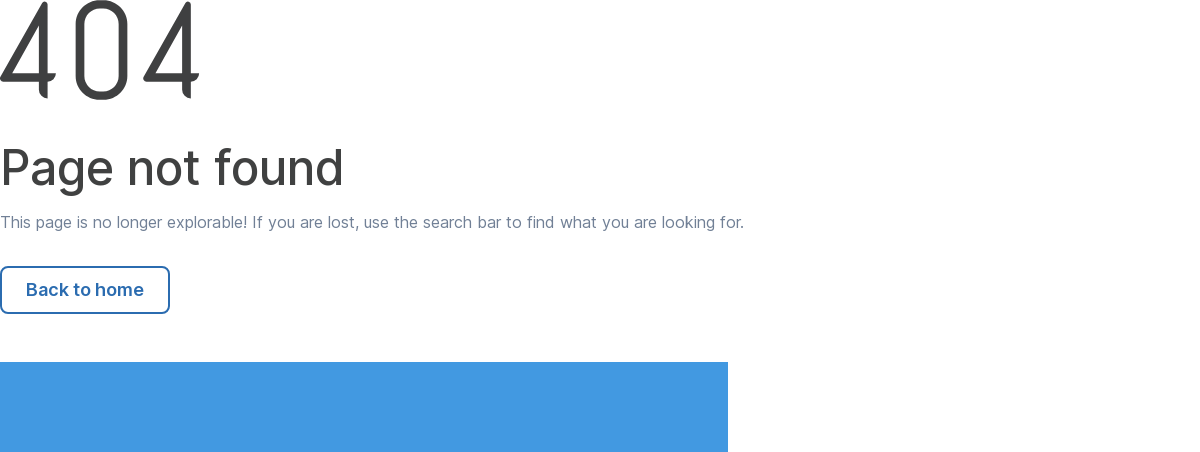 404
Page not found
This page is no longer explorable! If you are lost, use the search bar to find what you are looking for.
Back to home